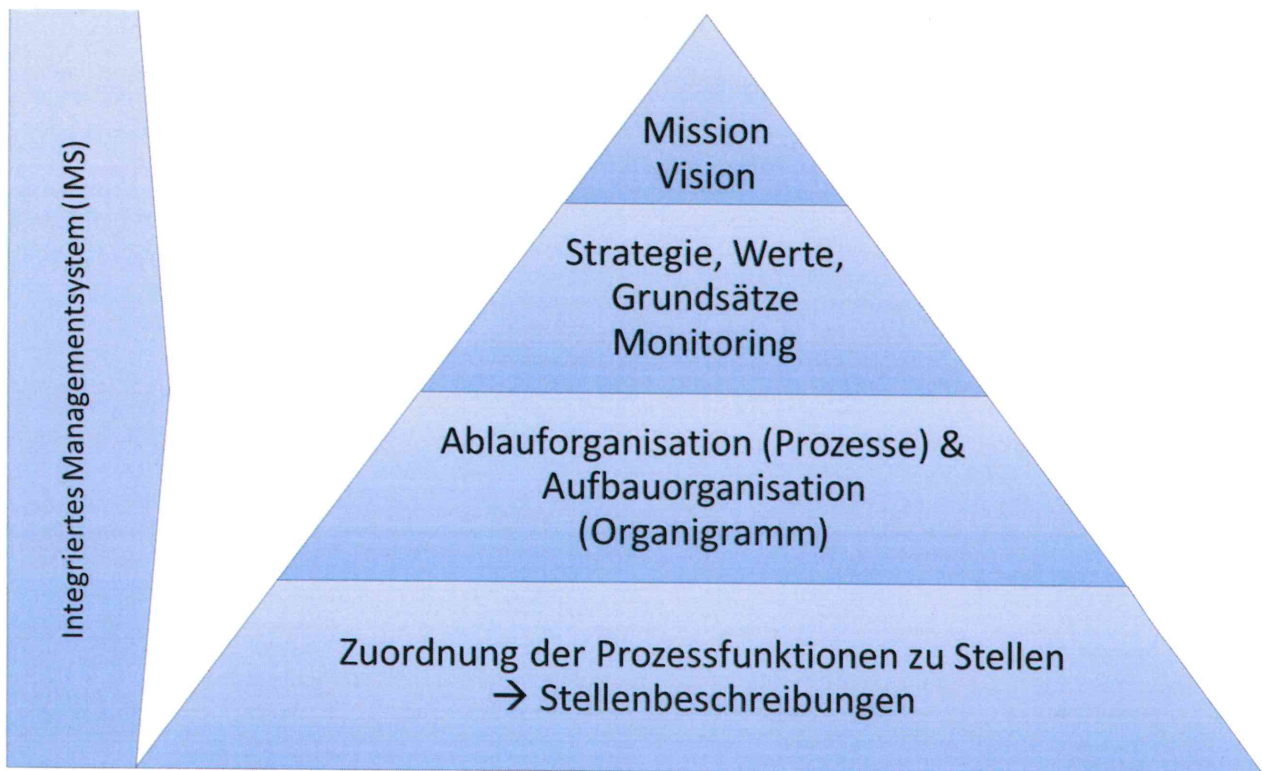 Integriertes Managementsystem (IMS)
Mission
Vision
Strategie, Werte,
Grundsätze
Monitoring
Ablauforganisation (Prozesse) &
Aufbauorganisation
(Organigramm)
Zuordnung der Prozessfunktionen zu Stellen
→ Stellenbeschreibungen